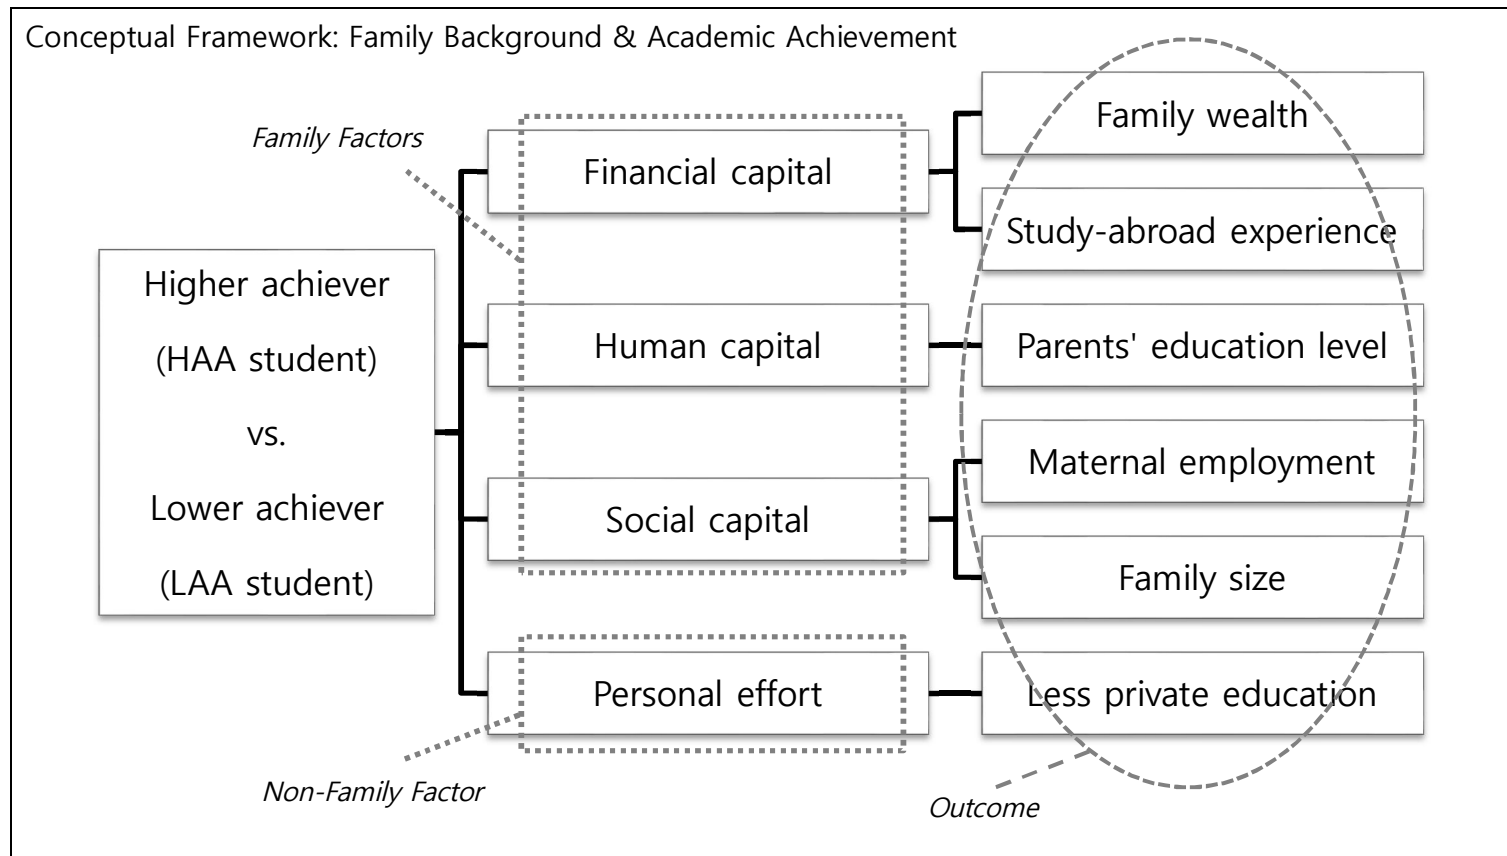 Conceptual Framework: Family Background & Academic Achievement
Family Factors
Higher achiever
(HAA student)
vs.
Lower achiever
(LAA student)
Financial capital
Human capital
Social capital
Personal effort
Non-Family Factor
Family wealth
Study-abroad experience
Parents' education level
Maternal employment
Family size
Less private education
Outcome